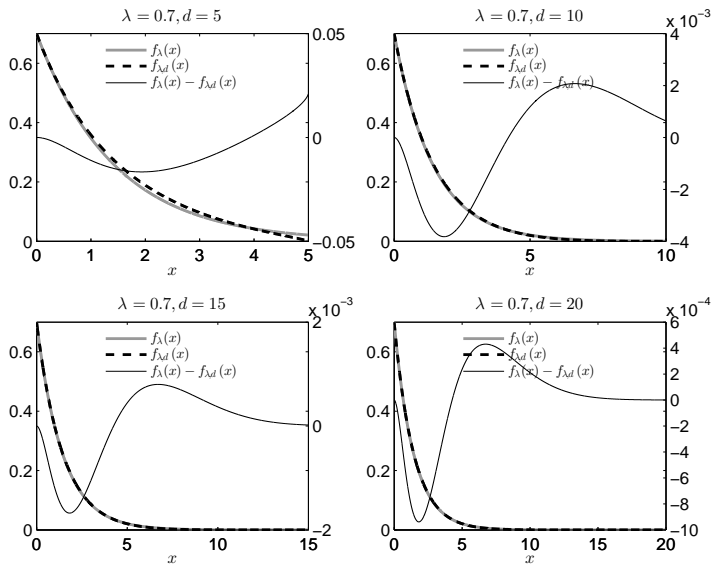 λ = 0.7, d = 5
0.6
0.4
0.2
0
0.05
0
−0.05
f_λ(x)
f_λd(x)
f_λ(x) − f_λd(x)
0 1 2 3 4 5
x
λ = 0.7, d = 10
x 10⁻³
0.6
0.4
0.2
0
4
2
0
−2
−4
f_λ(x)
f_λd(x)
f_λ(x) − f_λd(x)
0 5 10
x
λ = 0.7, d = 15
x 10⁻³
0.6
0.4
0.2
0
2
0
−2
f_λ(x)
f_λd(x)
f_λ(x) − f_λd(x)
0 5 10 15
x
λ = 0.7, d = 20
x 10⁻⁴
0.6
0.4
0.2
0
6
4
2
0
−2
−4
−6
−8
−10
f_λ(x)
f_λd(x)
f_λ(x) − f_λd(x)
0 5 10 15 20
x